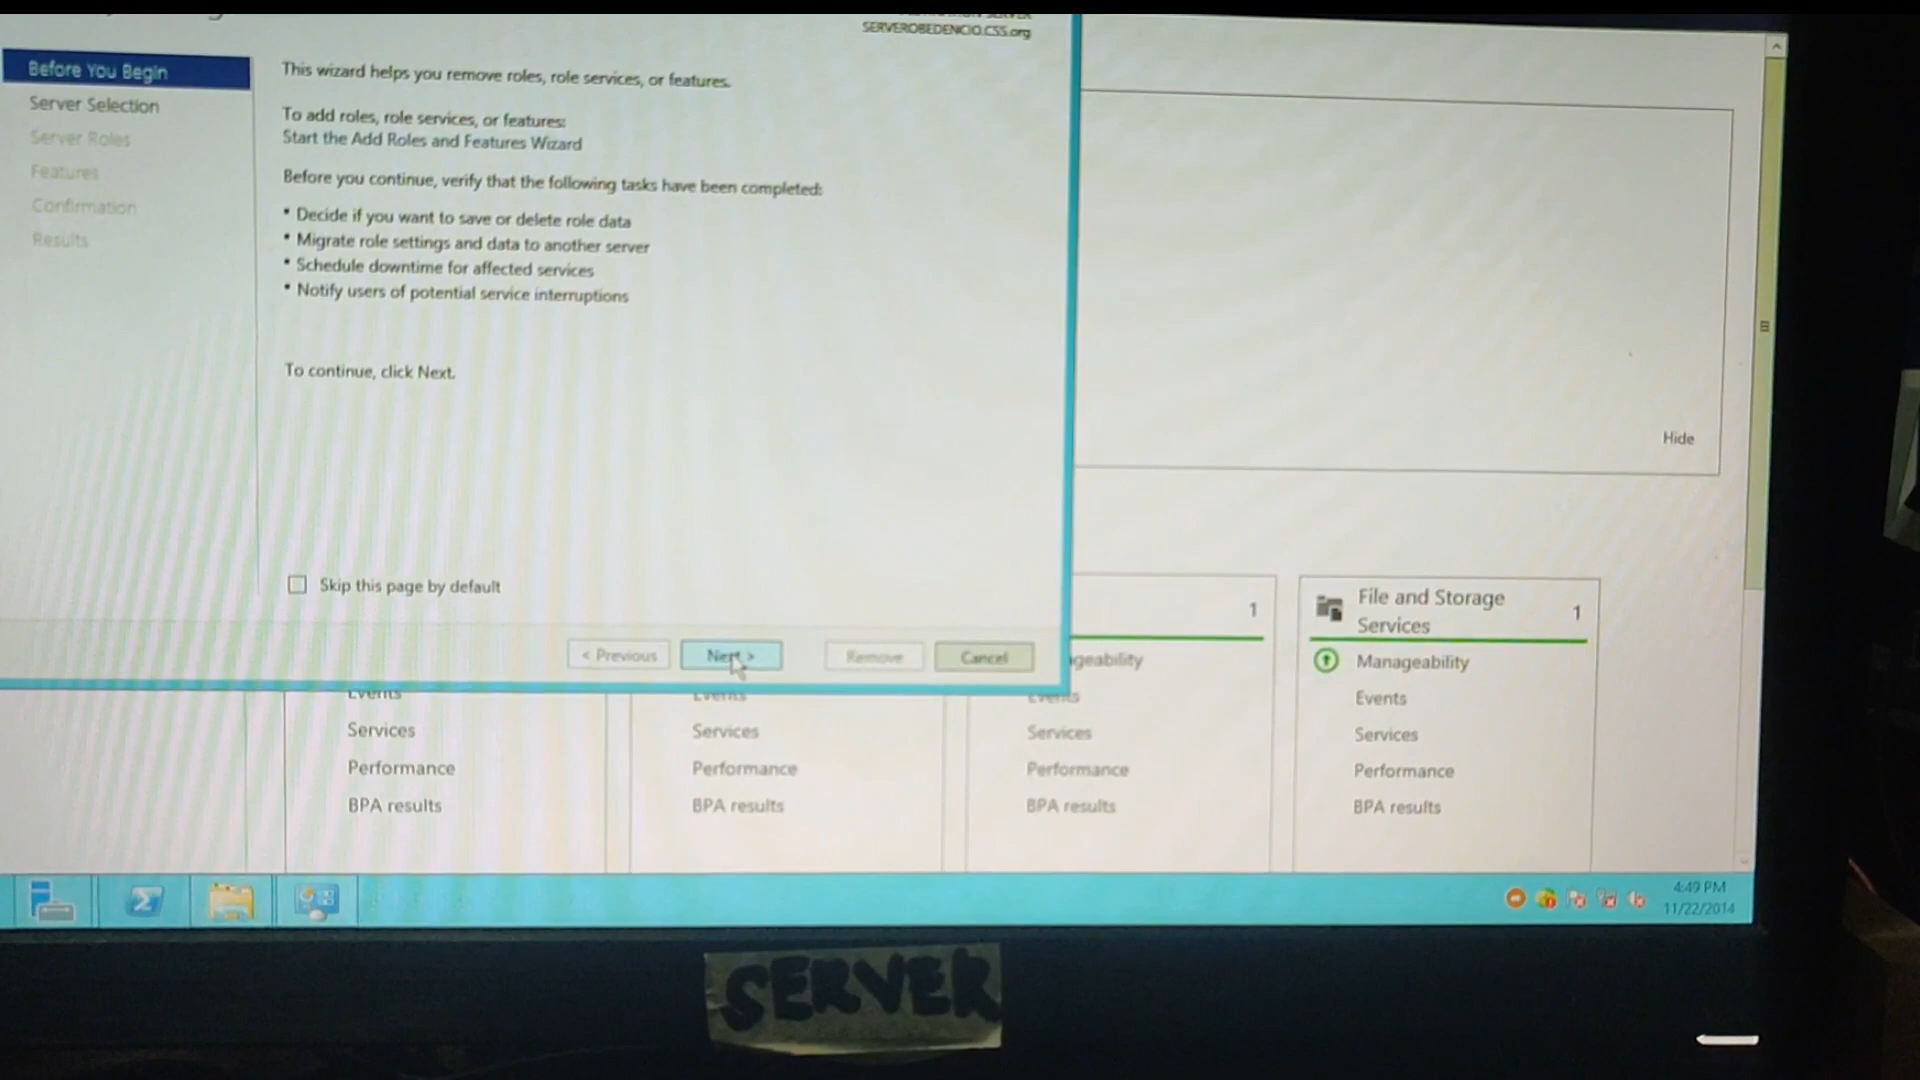 SERVEROBEDENCIO.CSS.org
Before You Begin
Server Selection
Server Roles
Features
Confirmation
Results
This wizard helps you remove roles, role services, or features.
To add roles, role services, or features:
Start the Add Roles and Features Wizard
Before you continue, verify that the following tasks have been completed:
* Decide if you want to save or delete role data
* Migrate role settings and data to another server
* Schedule downtime for affected services
* Notify users of potential service interruptions
To continue, click Next.
Skip this page by default
< Previous
Next >
Remove
Cancel
Hide
1
File and Storage
Services
1
Manageability
Events
Services
Performance
BPA results
Events
Services
Performance
BPA results
Events
Services
Performance
BPA results
Events
Services
Performance
BPA results
4:49 PM
11/22/2014
SERVER